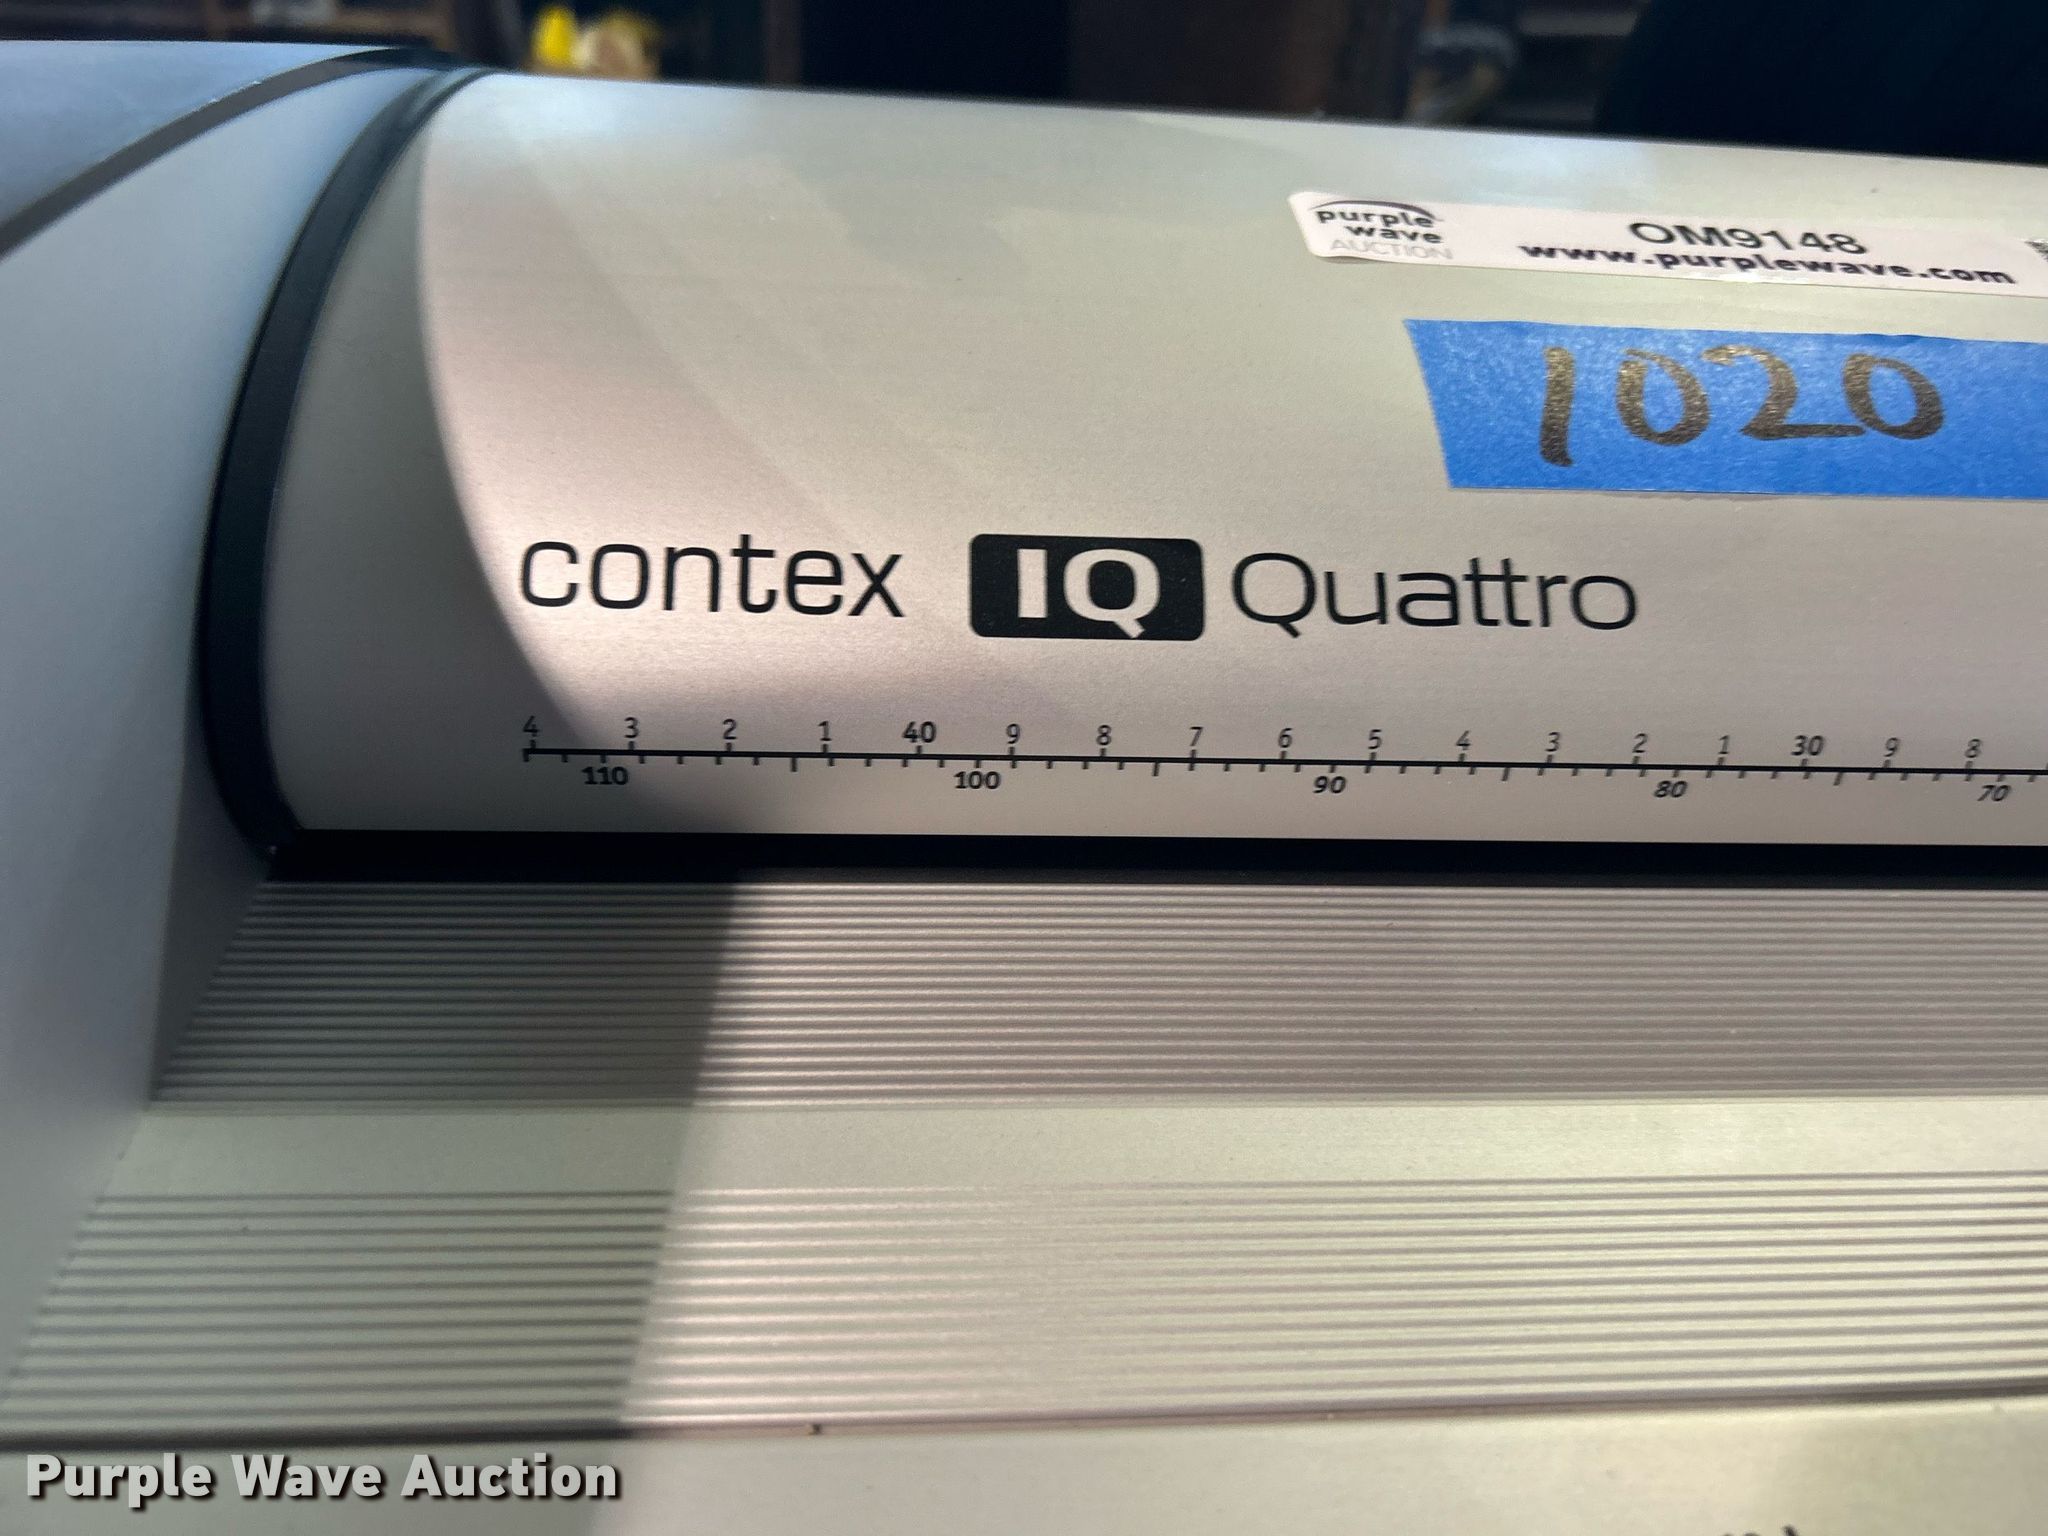 purple
wave
AUCTION
OM9148
www.purplewave.com
1020
contex IQ Quattro
4 3 2 1 40 9 8 7 6 5 4 3 2 1 30 9 8
110 100 90 80 70
Purple Wave Auction